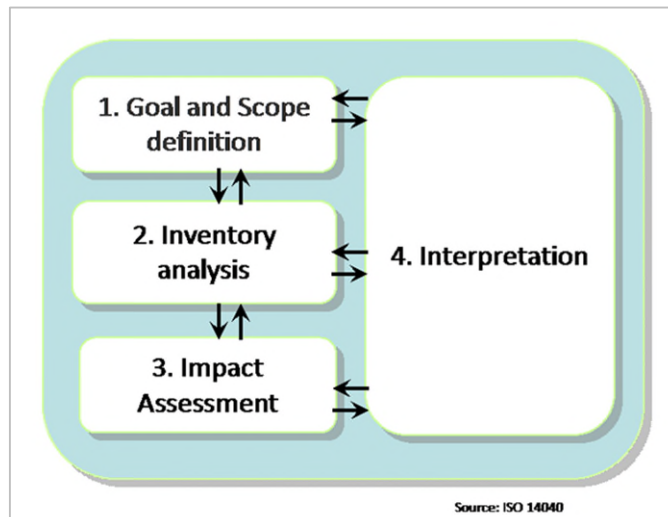 1. Goal and Scope
definition
2. Inventory
analysis
3. Impact
Assessment
4. Interpretation
Source: ISO 14040